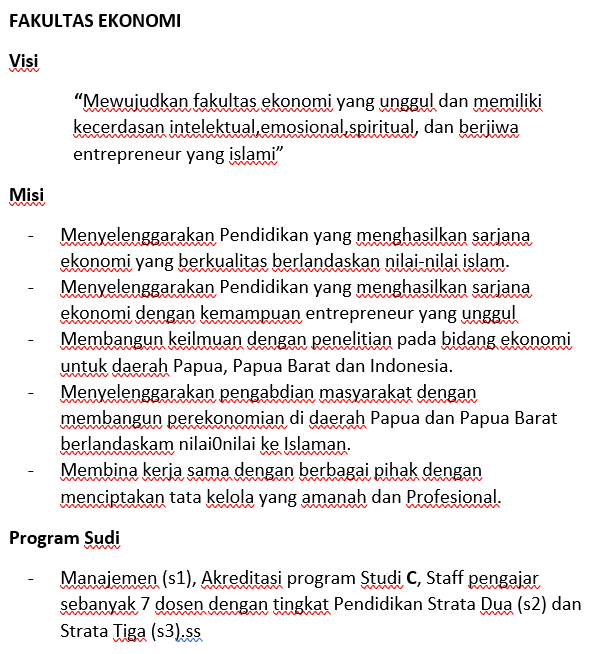 FAKULTAS EKONOMI
Visi
“Mewujudkan fakultas ekonomi yang unggul dan memiliki
kecerdasan intelektual,emosional,spiritual, dan berjiwa
entrepreneur yang islami”
Misi
- Menyelenggarakan Pendidikan yang menghasilkan sarjana
ekonomi yang berkualitas berlandaskan nilai-nilai islam.
- Menyelenggarakan Pendidikan yang menghasilkan sarjana
ekonomi dengan kemampuan entrepreneur yang unggul
- Membangun keilmuan dengan penelitian pada bidang ekonomi
untuk daerah Papua, Papua Barat dan Indonesia.
- Menyelenggarakan pengabdian masyarakat dengan
membangun perekonomian di daerah Papua dan Papua Barat
berlandaskam nilai0nilai ke Islaman.
- Membina kerja sama dengan berbagai pihak dengan
menciptakan tata kelola yang amanah dan Profesional.
Program Sudi
- Manajemen (s1), Akreditasi program Studi C, Staff pengajar
sebanyak 7 dosen dengan tingkat Pendidikan Strata Dua (s2) dan
Strata Tiga (s3).ss